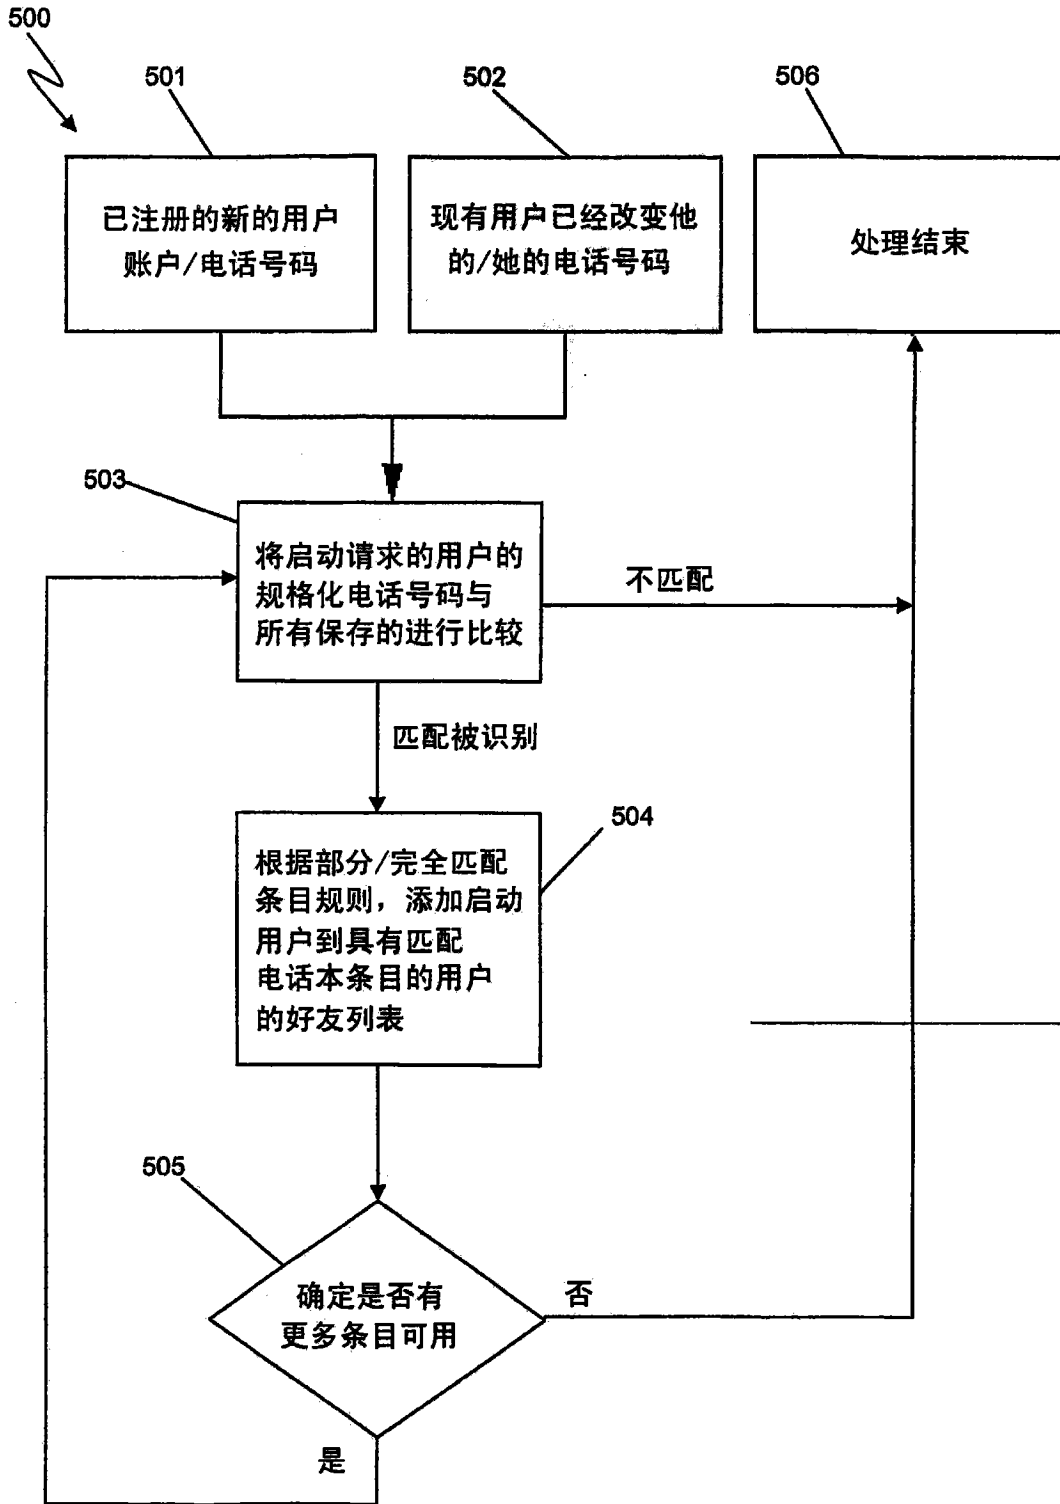 500
501
502
506
已注册的新的用户
账户/电话号码
现有用户已经改变他
的/她的电话号码
处理结束
503
将启动请求的用户的
规格化电话号码与
所有保存的进行比较
不匹配
匹配被识别
504
根据部分/完全匹配
条目规则，添加启动
用户到具有匹配
电话本条目的用户
的好友列表
505
确定是否有
更多条目可用
否
是